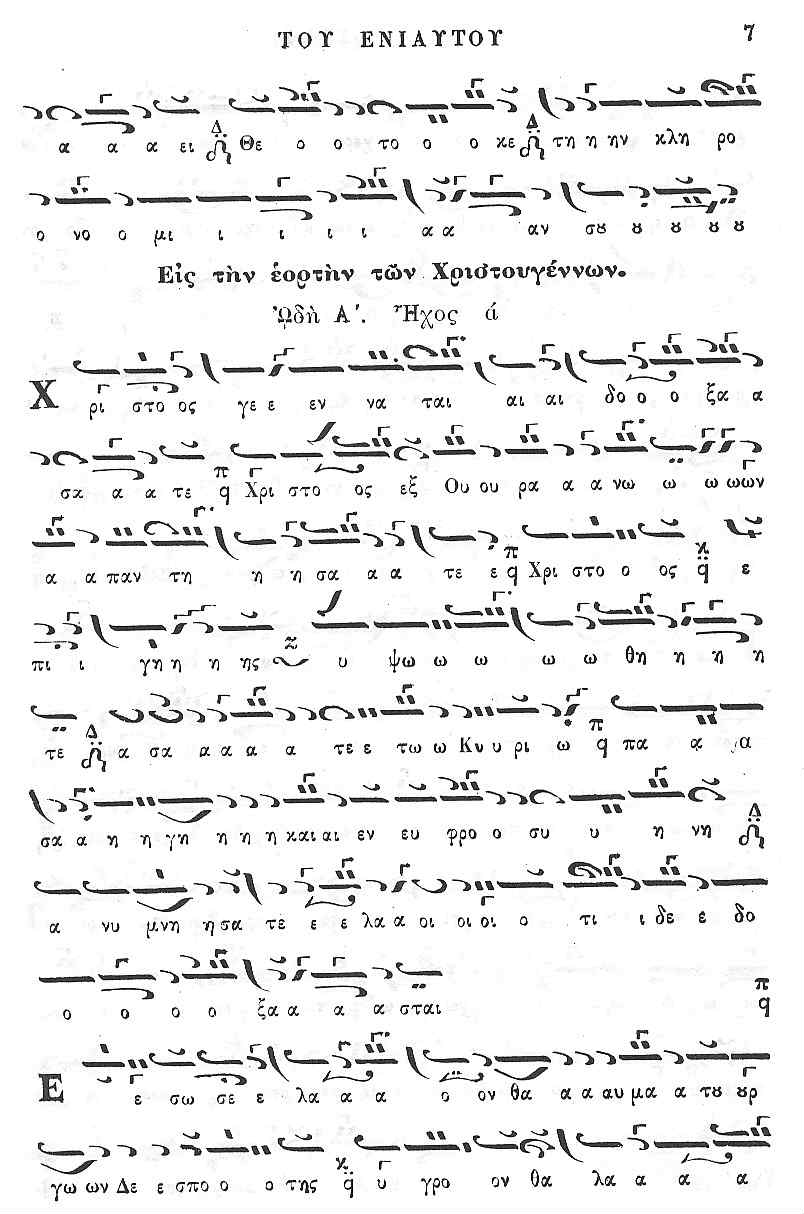 ΤΟΥ ΕΝΙΑΥΤΟΥ 7
α α α ει Δ Θε ο ο το ο ο κε Δ τη η ην κλη ρο
ο νο ο μι ι ι ι ι ι α α αν σȣ ȣ ȣ ȣ ȣ
Εἰς τὴν ἑορτὴν τῶν Χριστουγέννων.
ᾨδὴ Α'. Ἦχος ά
Χ ρι στο ος γε ε εν να ται αι αι δο ο ο ο ξα α
σα α α τε π q Χρι στο ος εξ Ου ου ρα α α νω ω ω ω ων
α α παν τη η η σα α α τε ε π q Χρι στο ο ος κ q ε
πι ι γη η η ης ζ υ ψω ω ω ω ω θη η η η
τε Δ α σα α α α α τε ε τω ω Κυ υ ρι ω π q πα α α
σα α η η γη η η η και αι εν ευ φρο ο συ υ η νη Δ
α νυ μνη η σα τε ε ε λα α οι οι οι ο τι ι δε ε δο
ο ο ο ο ξα α α α σται π q
Ε ε σω σε ε λα α α ο ον θα α α αυ μα α τȣ ȣρ
γω ων Δε ε σπο ο ο της κ q υ γρο ον θα λα α α α